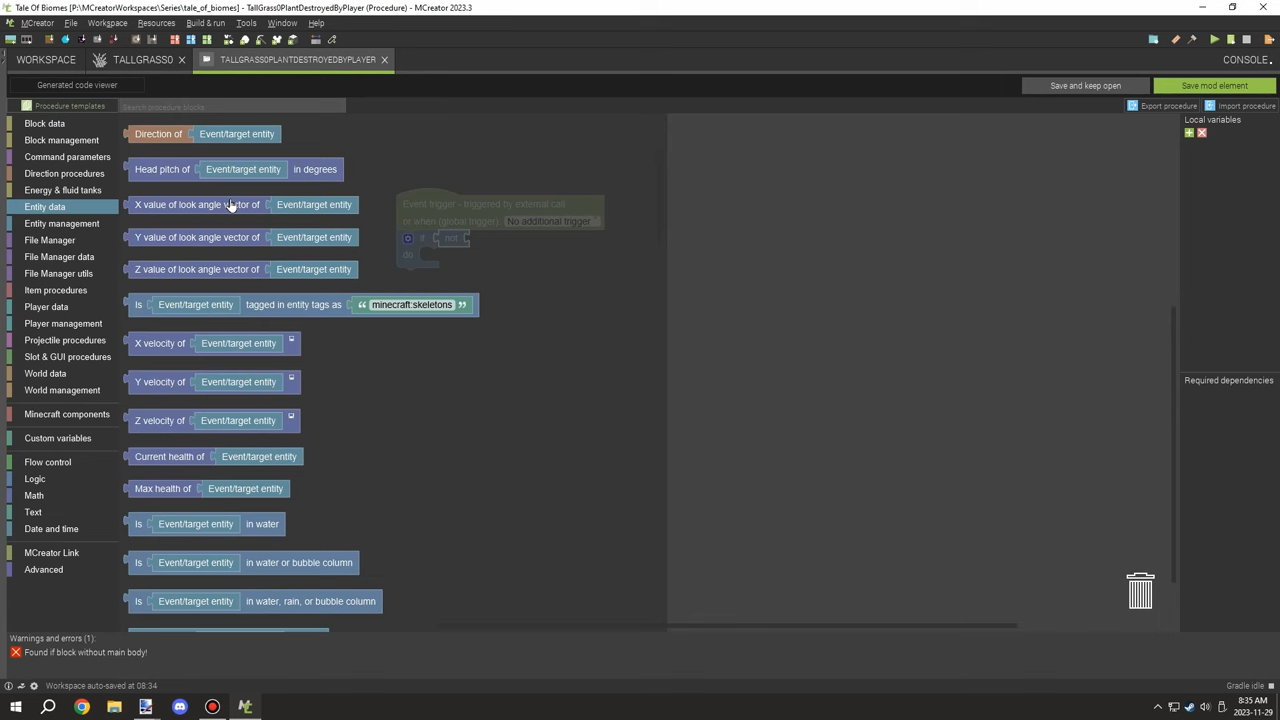 Tale Of Biomes [P:\MCreatorWorkspaces\Series\tale_of_biomes] - TallGrass0PlantDestroyedByPlayer (Procedure) - MCreator 2023.3
MCreator File Workspace Resources Build & run Tools Window Help
WORKSPACE TALLGRASS0 TALLGRASS0PLANTDESTROYEDBYPLAYER CONSOLE
Generated code viewer Save and keep open Save mod element
Procedure templates Search procedure blocks Export procedure Import procedure
Block data
Block management
Command parameters
Direction procedures
Energy & fluid tanks
Entity data
Entity management
File Manager
File Manager data
File Manager utils
Item procedures
Player data
Player management
Projectile procedures
Slot & GUI procedures
World data
World management
Minecraft components
Custom variables
Flow control
Logic
Math
Text
Date and time
MCreator Link
Advanced
Direction of Event/target entity
Head pitch of Event/target entity in degrees
X value of look angle vector of Event/target entity
Y value of look angle vector of Event/target entity
Z value of look angle vector of Event/target entity
Is Event/target entity tagged in entity tags as “ minecraft:skeletons ”
X velocity of Event/target entity
Y velocity of Event/target entity
Z velocity of Event/target entity
Current health of Event/target entity
Max health of Event/target entity
Is Event/target entity in water
Is Event/target entity in water or bubble column
Is Event/target entity in water, rain, or bubble column
Event trigger - triggered by external call
or when (global trigger): No additional trigger
if not
do
Local variables
Required dependencies
Warnings and errors (1):
Found if block without main body!
Workspace auto-saved at 08:34 Gradle idle
8:35 AM
2023-11-29